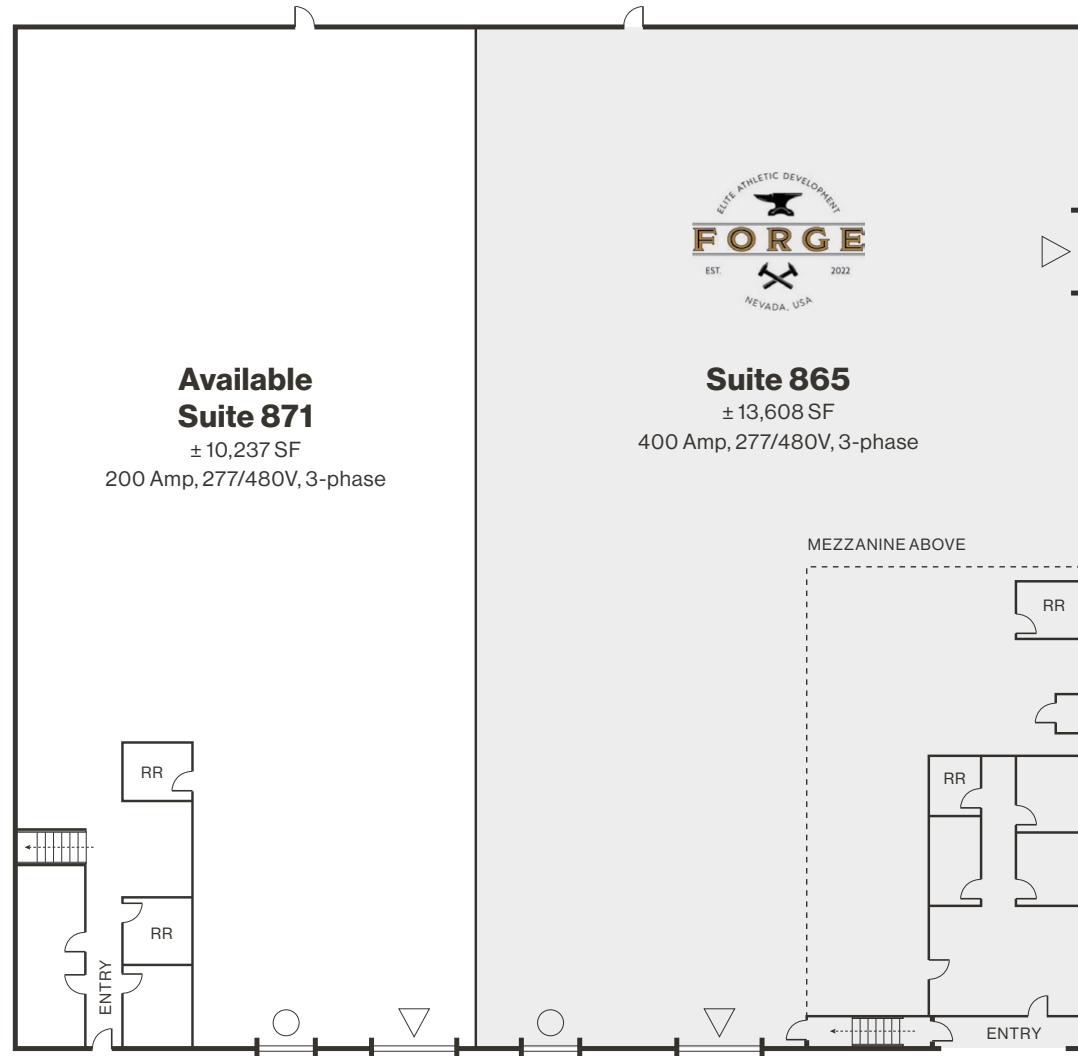 ELITE ATHLETIC DEVELOPMENT
FORGE
EST. 2022
NEVADA, USA
Available
Suite 871
± 10,237 SF
200 Amp, 277/480V, 3-phase
Suite 865
± 13,608 SF
400 Amp, 277/480V, 3-phase
MEZZANINE ABOVE
RR
RR
RR
RR
ENTRY
ENTRY